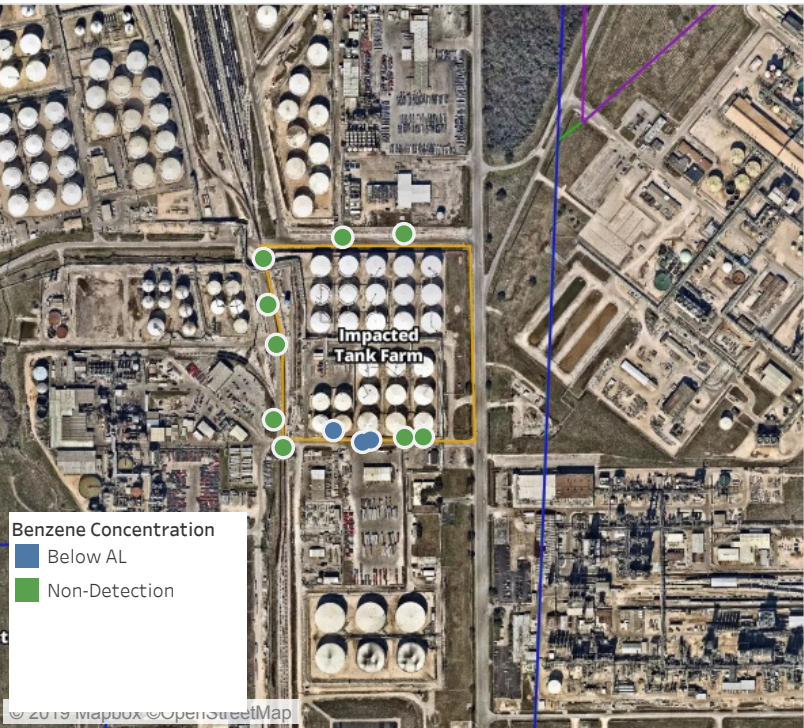 Impacted
Tank Farm
Benzene Concentration
Below AL
Non-Detection
t
© 2019 Mapbox ©OpenStreetMap